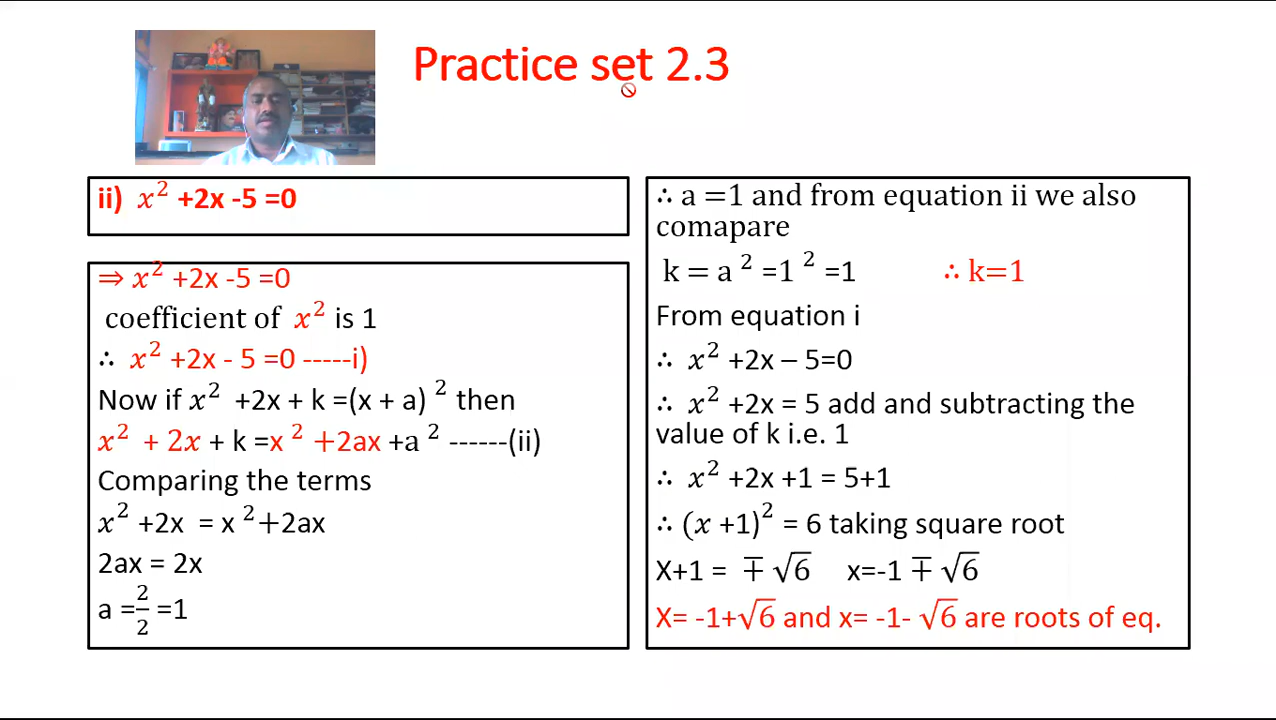 Practice set 2.3
ii) x² +2x -5 =0
⇒ x² +2x -5 =0
coefficient of x² is 1
∴ x² +2x - 5 =0 -----i)
Now if x² +2x + k =(x + a) ² then
x² + 2x + k =x ² +2ax +a ² ------(ii)
Comparing the terms
x² +2x = x ²+2ax
2ax = 2x
a =2/2 =1
∴ a =1 and from equation ii we also
comapare
k = a ² =1 ² =1 ∴ k=1
From equation i
∴ x² +2x – 5=0
∴ x² +2x = 5 add and subtracting the
value of k i.e. 1
∴ x² +2x +1 = 5+1
∴ (x +1)² = 6 taking square root
X+1 = ∓ √6 x=-1 ∓ √6
X= -1+√6 and x= -1- √6 are roots of eq.